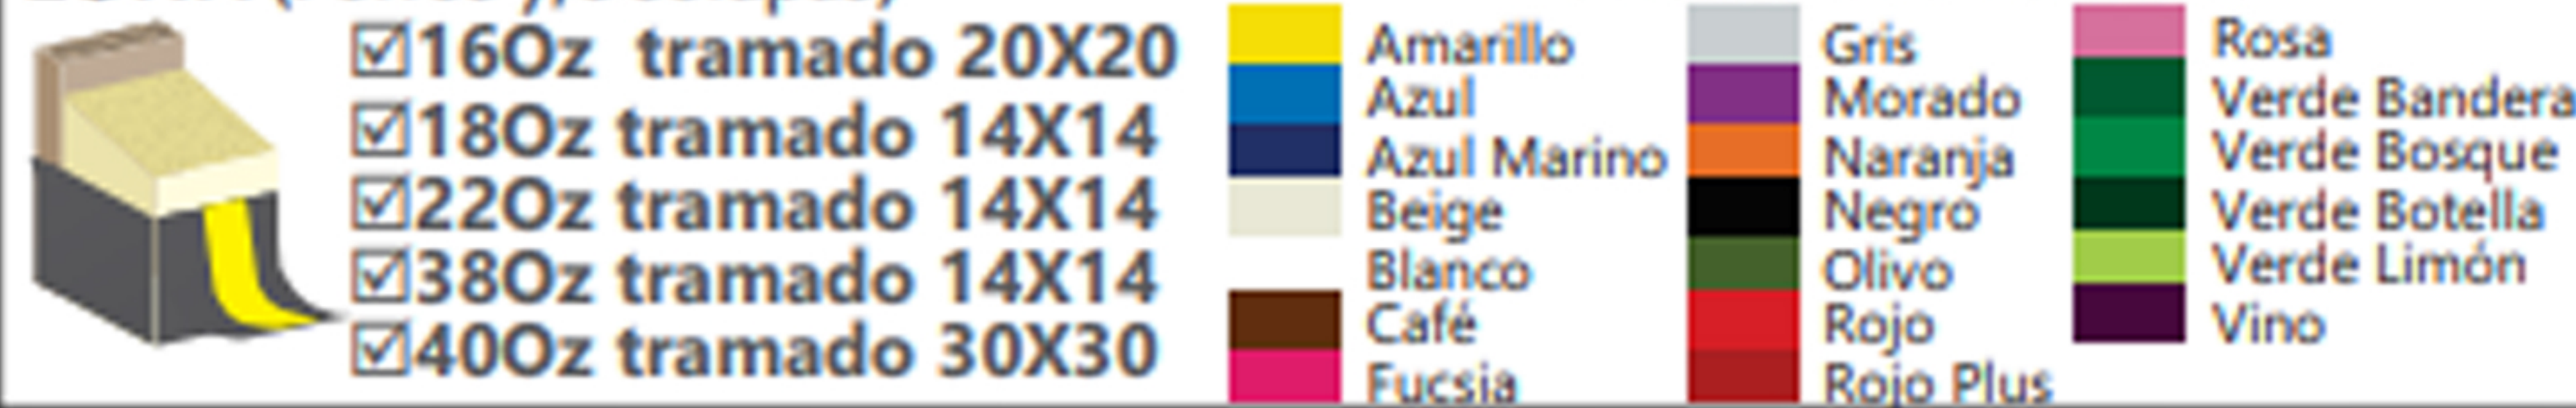 ☑16Oz  tramado 20X20
☑18Oz tramado 14X14
☑22Oz tramado 14X14
☑38Oz tramado 14X14
☑40Oz tramado 30X30
Amarillo
Azul
Azul Marino
Beige
Blanco
Café
Fucsia
Gris
Morado
Naranja
Negro
Olivo
Rojo
Rojo Plus
Rosa
Verde Bandera
Verde Bosque
Verde Botella
Verde Limón
Vino